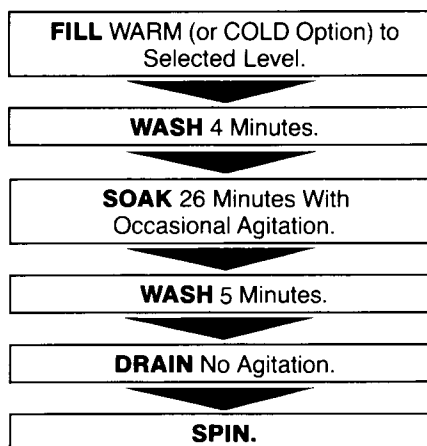 FILL WARM (or COLD Option) to
Selected Level.
WASH 4 Minutes.
SOAK 26 Minutes With
Occasional Agitation.
WASH 5 Minutes.
DRAIN No Agitation.
SPIN.